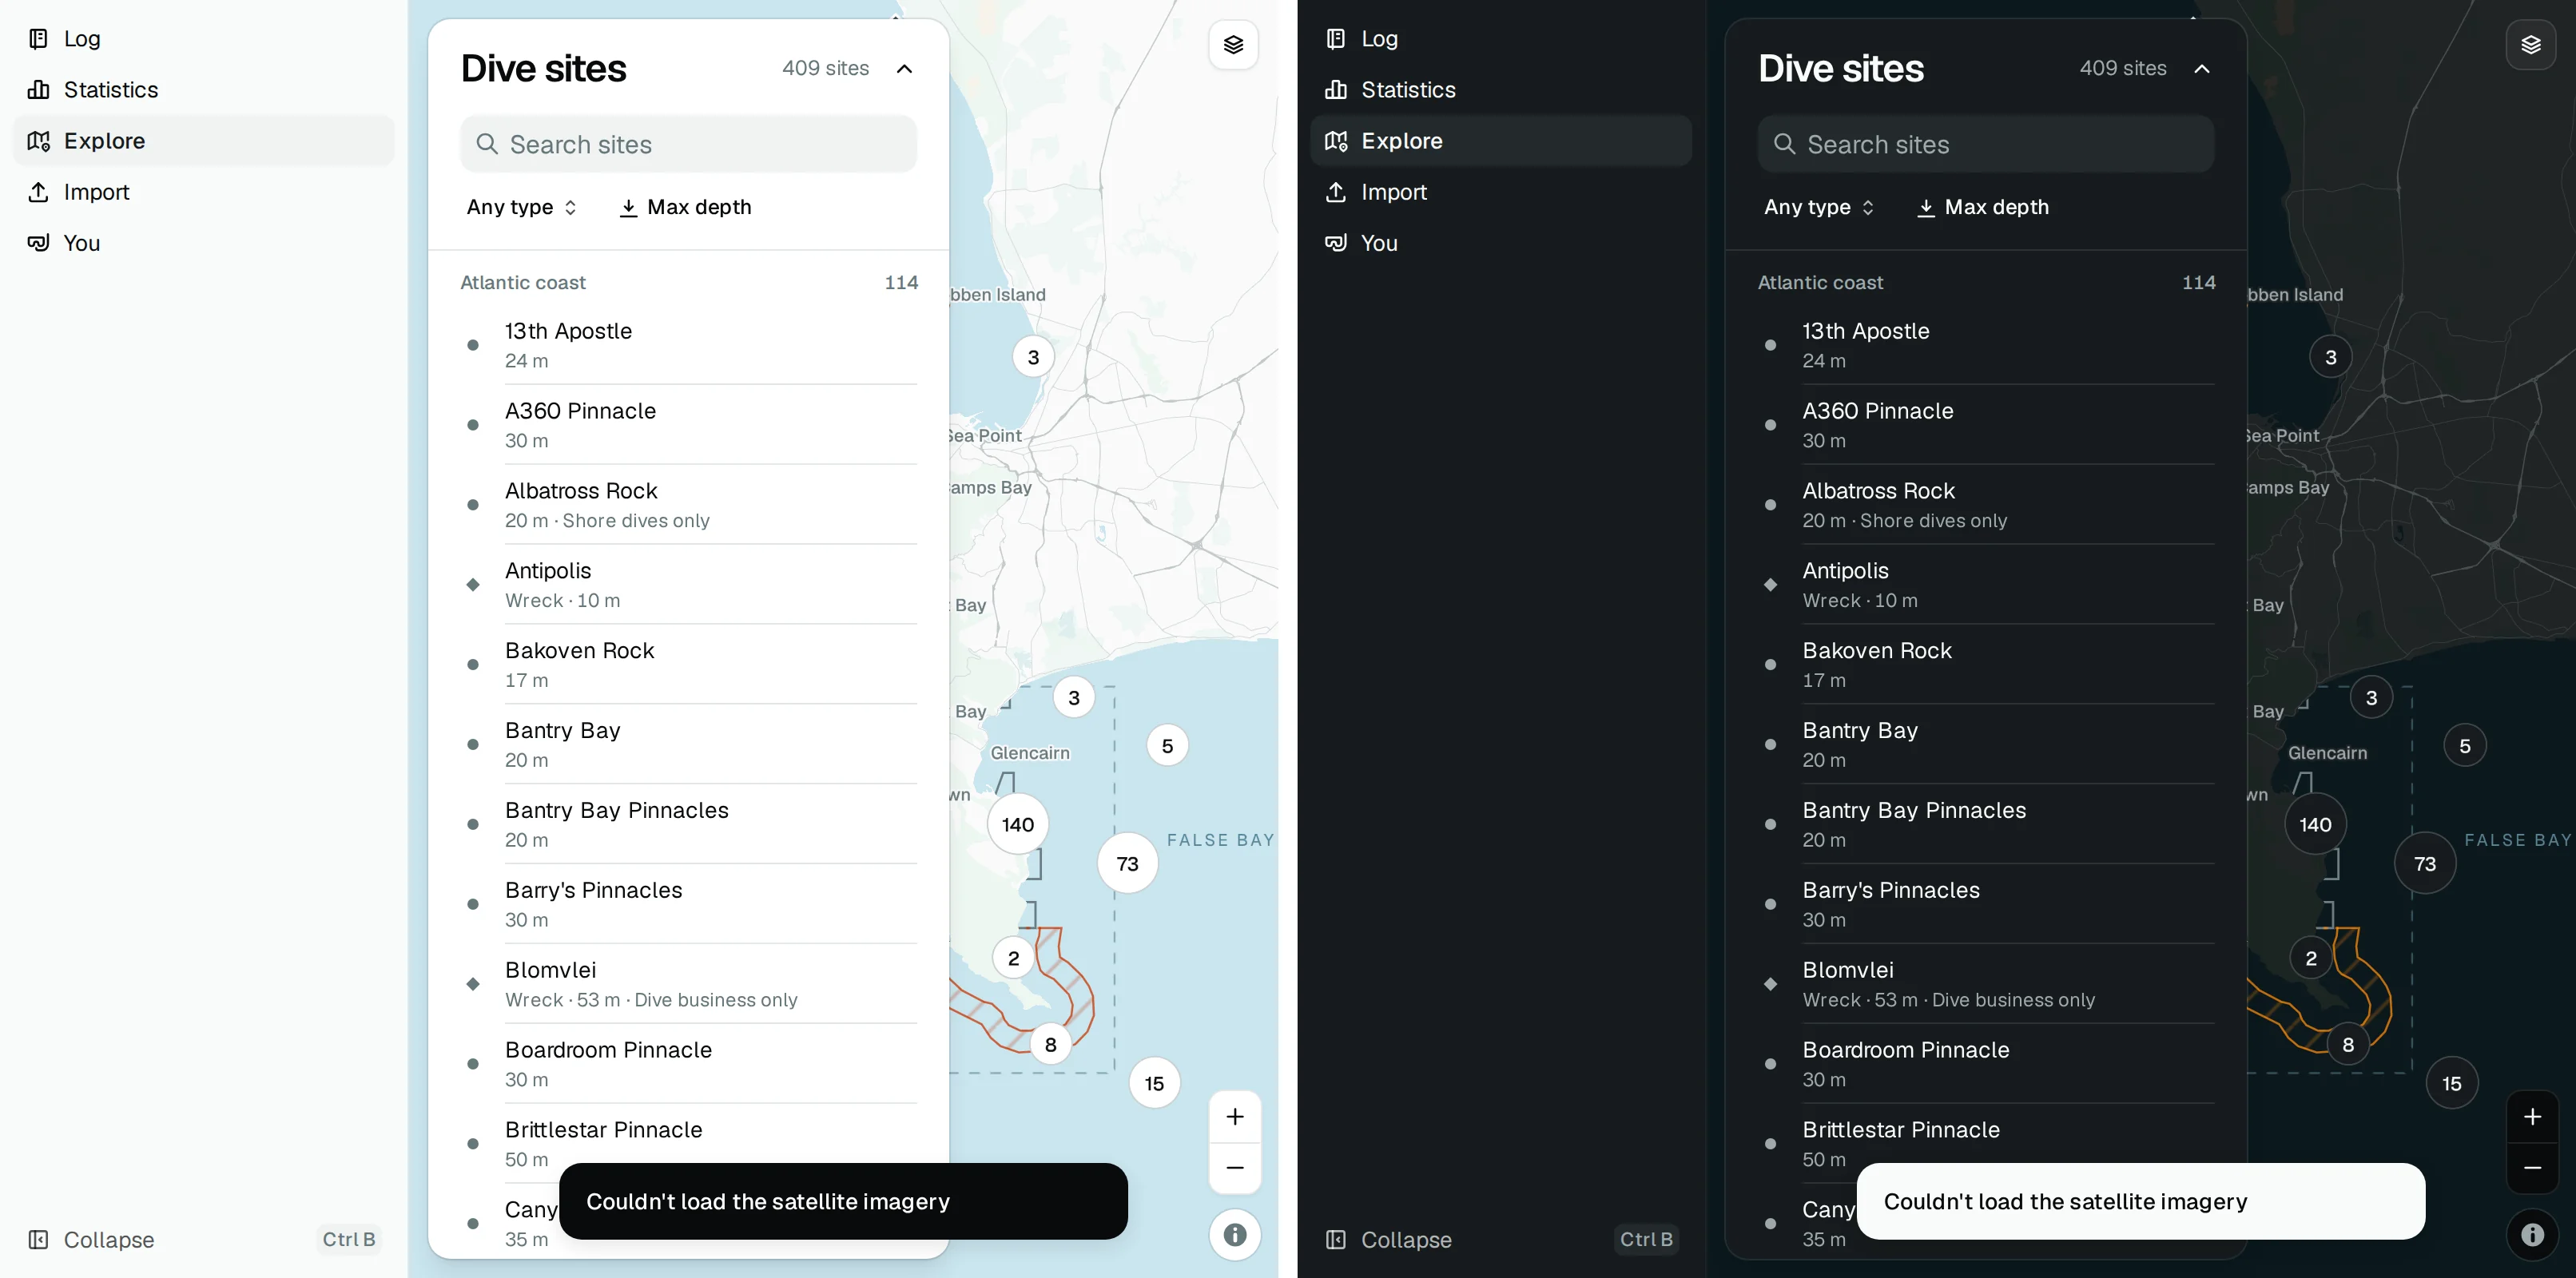 Log
Statistics
Explore
Import
You
Collapse
Ctrl B
Dive sites
409 sites
Search sites
Any type
Max depth
Atlantic coast
114
13th Apostle
24 m
A360 Pinnacle
30 m
Albatross Rock
20 m · Shore dives only
Antipolis
Wreck · 10 m
Bakoven Rock
17 m
Bantry Bay
20 m
Bantry Bay Pinnacles
20 m
Barry's Pinnacles
30 m
Blomvlei
Wreck · 53 m · Dive business only
Boardroom Pinnacle
30 m
Brittlestar Pinnacle
50 m
Cany
35 m
Couldn't load the satellite imagery
bben Island
3
Sea Point
amps Bay
Bay
3
Bay
5
Glencairn
wn
140
FALSE BAY
73
2
8
15
Log
Statistics
Explore
Import
You
Collapse
Ctrl B
Dive sites
409 sites
Search sites
Any type
Max depth
Atlantic coast
114
13th Apostle
24 m
A360 Pinnacle
30 m
Albatross Rock
20 m · Shore dives only
Antipolis
Wreck · 10 m
Bakoven Rock
17 m
Bantry Bay
20 m
Bantry Bay Pinnacles
20 m
Barry's Pinnacles
30 m
Blomvlei
Wreck · 53 m · Dive business only
Boardroom Pinnacle
30 m
Brittlestar Pinnacle
50 m
Cany
35 m
Couldn't load the satellite imagery
bben Island
3
Sea Point
amps Bay
Bay
3
Bay
5
Glencairn
wn
140
FALSE BAY
73
2
8
15